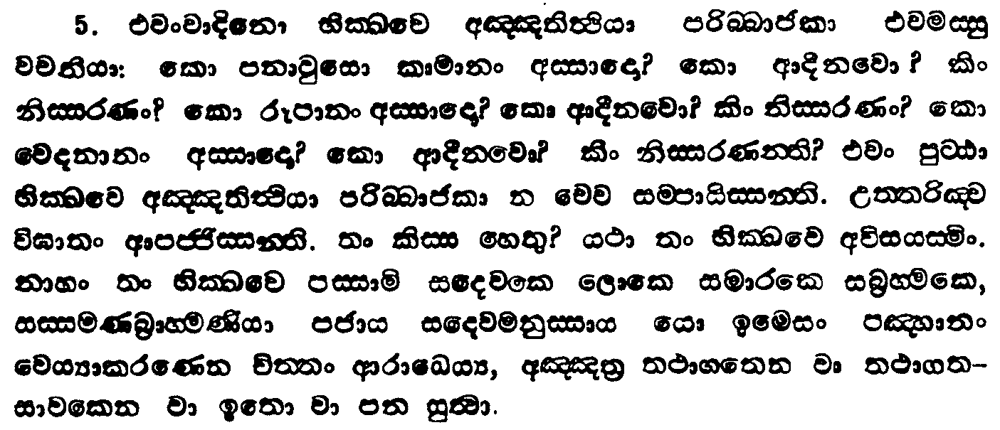 5. එවංවාදිනො භික්ඛවෙ අඤ්ඤතිත්ථියා පරිබ්බාජකා එවමස්සු
වචනීයා: කො පනාවුසො කාමානං අස්සාදො? කො ආදීනවො? කිං
නිස්සරණං? කො රූපානං අස්සාදො? කො ආදීනවො? කිං නිස්සරණං? කො
වෙදනානං අස්සාදො? කො ආදීනවො? කිං නිස්සරණන්ති? එවං පුට්ඨා
භික්ඛවෙ අඤ්ඤතිත්ථියා පරිබ්බාජකා න චෙව සම්පායිස්සන්ති. උත්තරිඤ්ච
විඝාතං ආපජ්ජිස්සන්ති. තං කිස්ස හෙතු? යථා තං භික්ඛවෙ අවිසයස්මිං.
නාහං තං භික්ඛවෙ පස්සාමි සදෙවකෙ ලොකෙ සමාරකෙ සබ්‍රහ්මකෙ,
සස්සමණබ්‍රාහ්මණියා පජාය සදෙවමනුස්සාය යො ඉමෙසං පඤ්හානං
වෙය්‍යාකරණෙන චිත්තං ආරාධෙය්‍ය, අඤ්ඤත්‍ර තථාගතෙන වා තථාගත-
සාවකෙන වා ඉතො වා පන සුත්වා.